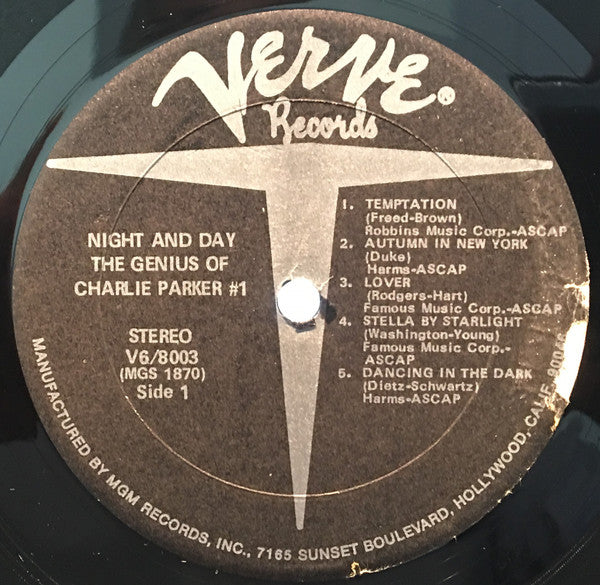 Verve®
Records
NIGHT AND DAY
THE GENIUS OF
CHARLIE PARKER #1
STEREO
V6/8003
(MGS 1870)
Side 1
1. TEMPTATION
(Freed-Brown)
Robbins Music Corp.-ASCAP
2. AUTUMN IN NEW YORK
(Duke)
Harms-ASCAP
3. LOVER
(Rodgers-Hart)
Famous Music Corp.-ASCAP
4. STELLA BY STARLIGHT
(Washington-Young)
Famous Music Corp.-
ASCAP
5. DANCING IN THE DARK
(Dietz-Schwartz)
Harms-ASCAP
MANUFACTURED BY MGM RECORDS, INC., 7165 SUNSET BOULEVARD, HOLLYWOOD, CALIF.